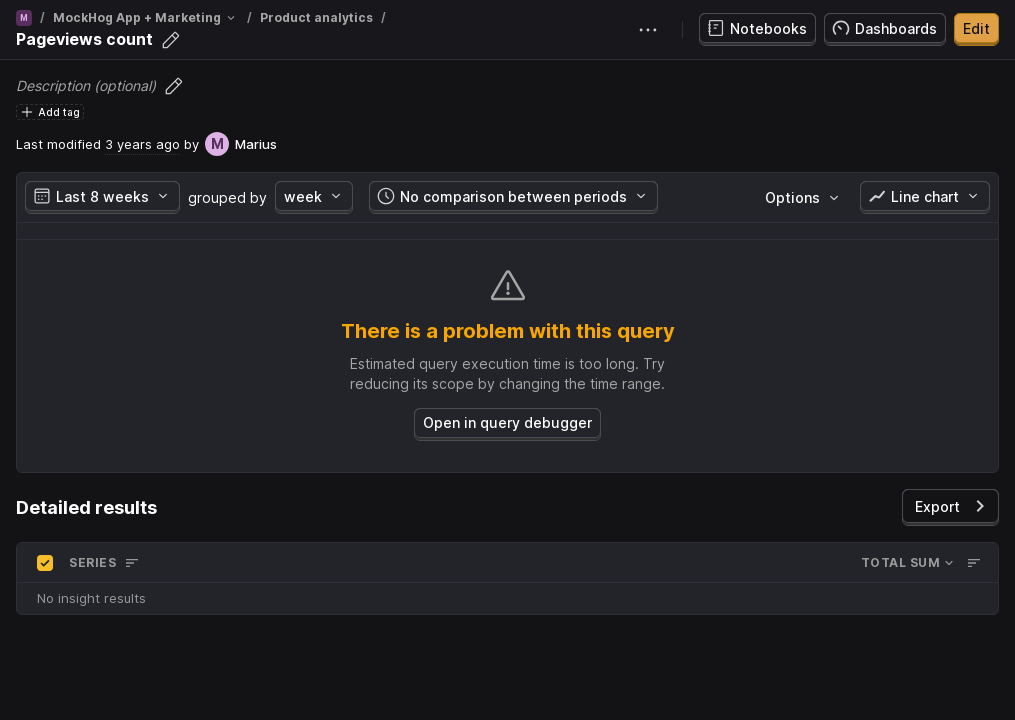 M / MockHog App + Marketing / Product analytics /
Pageviews count
Notebooks
Dashboards
Edit
Description (optional)
Add tag
Last modified 3 years ago by M Marius
Last 8 weeks grouped by week No comparison between periods Options Line chart
There is a problem with this query
Estimated query execution time is too long. Try
reducing its scope by changing the time range.
Open in query debugger
Detailed results
Export
SERIES TOTAL SUM
No insight results